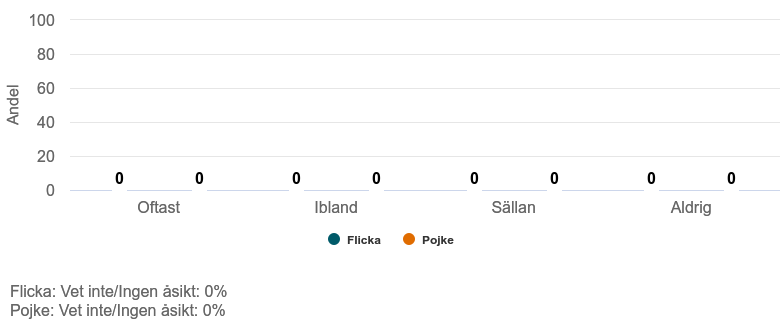 Andel
100
80
60
40
20
0
0 0 0 0 0 0 0 0
Oftast Ibland Sällan Aldrig
Flicka Pojke
Flicka: Vet inte/Ingen åsikt: 0%
Pojke: Vet inte/Ingen åsikt: 0%